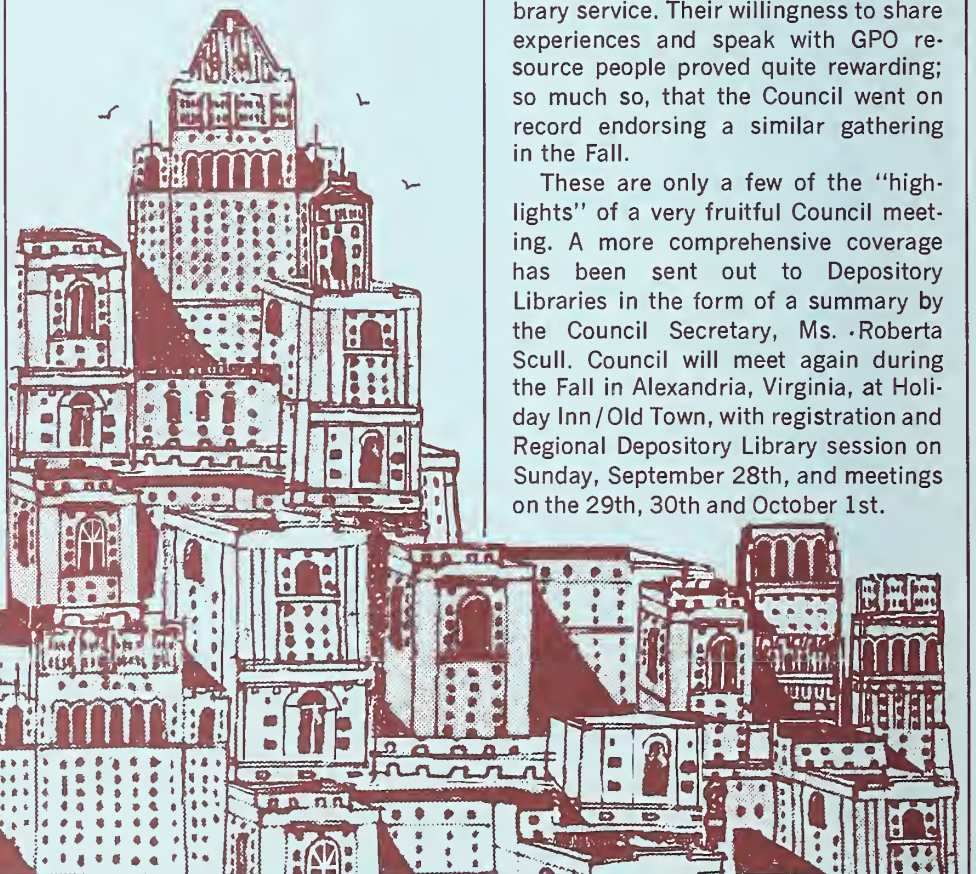 brary service. Their willingness to share
experiences and speak with GPO re-
source people proved quite rewarding;
so much so, that the Council went on
record endorsing a similar gathering
in the Fall.
These are only a few of the "high-
lights" of a very fruitful Council meet-
ing. A more comprehensive coverage
has been sent out to Depository
Libraries in the form of a summary by
the Council Secretary, Ms. ·Roberta
Scull. Council will meet again during
the Fall in Alexandria, Virginia, at Holi-
day Inn/Old Town, with registration and
Regional Depository Library session on
Sunday, September 28th, and meetings
on the 29th, 30th and October 1st.